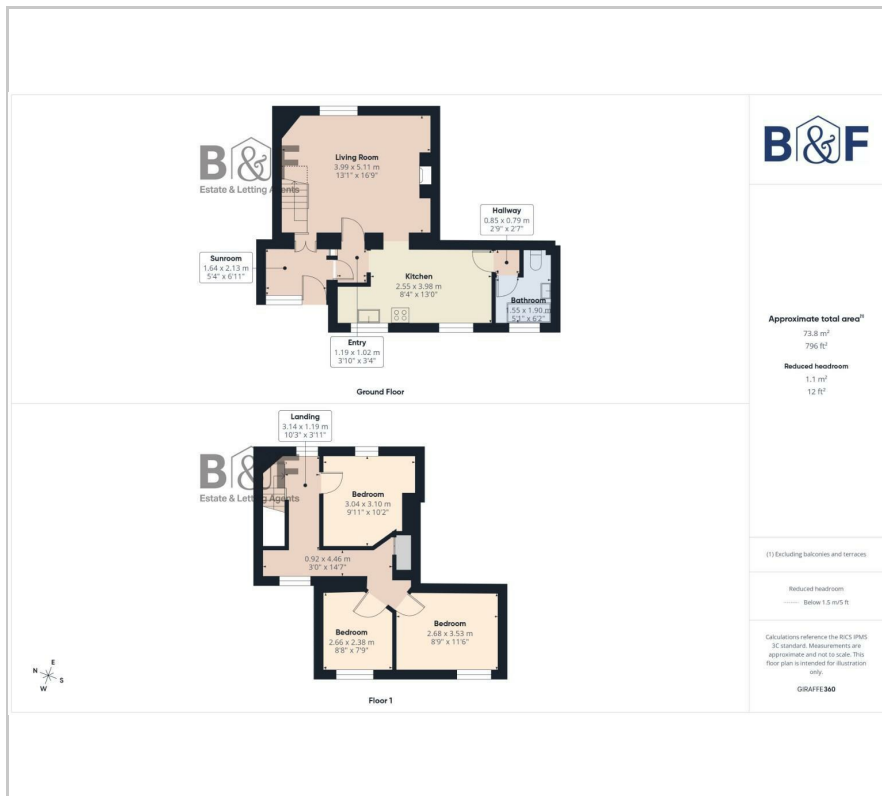 B&F
Estate & Letting Agents
Living Room
3.99 x 5.11 m
13'1" x 16'9"
Hallway
0.85 x 0.79 m
2'9" x 2'7"
Sunroom
1.64 x 2.13 m
5'4" x 6'11"
Kitchen
2.55 x 3.98 m
8'4" x 13'0"
Bathroom
1.55 x 1.90 m
5'1" x 6'2"
Entry
1.19 x 1.02 m
3'10" x 3'4"
Ground Floor
Landing
3.14 x 1.19 m
10'3" x 3'11"
B&F
Estate & Letting Agents
Bedroom
3.04 x 3.10 m
9'11" x 10'2"
0.92 x 4.46 m
3'0" x 14'7"
Bedroom
2.66 x 2.38 m
8'8" x 7'9"
Bedroom
2.68 x 3.53 m
8'9" x 11'6"
N E S W
Floor 1
B&F
Approximate total area(1)
73.8 m²
796 ft²
Reduced headroom
1.1 m²
12 ft²
(1) Excluding balconies and terraces
Reduced headroom
Below 1.5 m/5 ft
Calculations reference the RICS IPMS
3C standard. Measurements are
approximate and not to scale. This
floor plan is intended for illustration
only.
GIRAFFE360